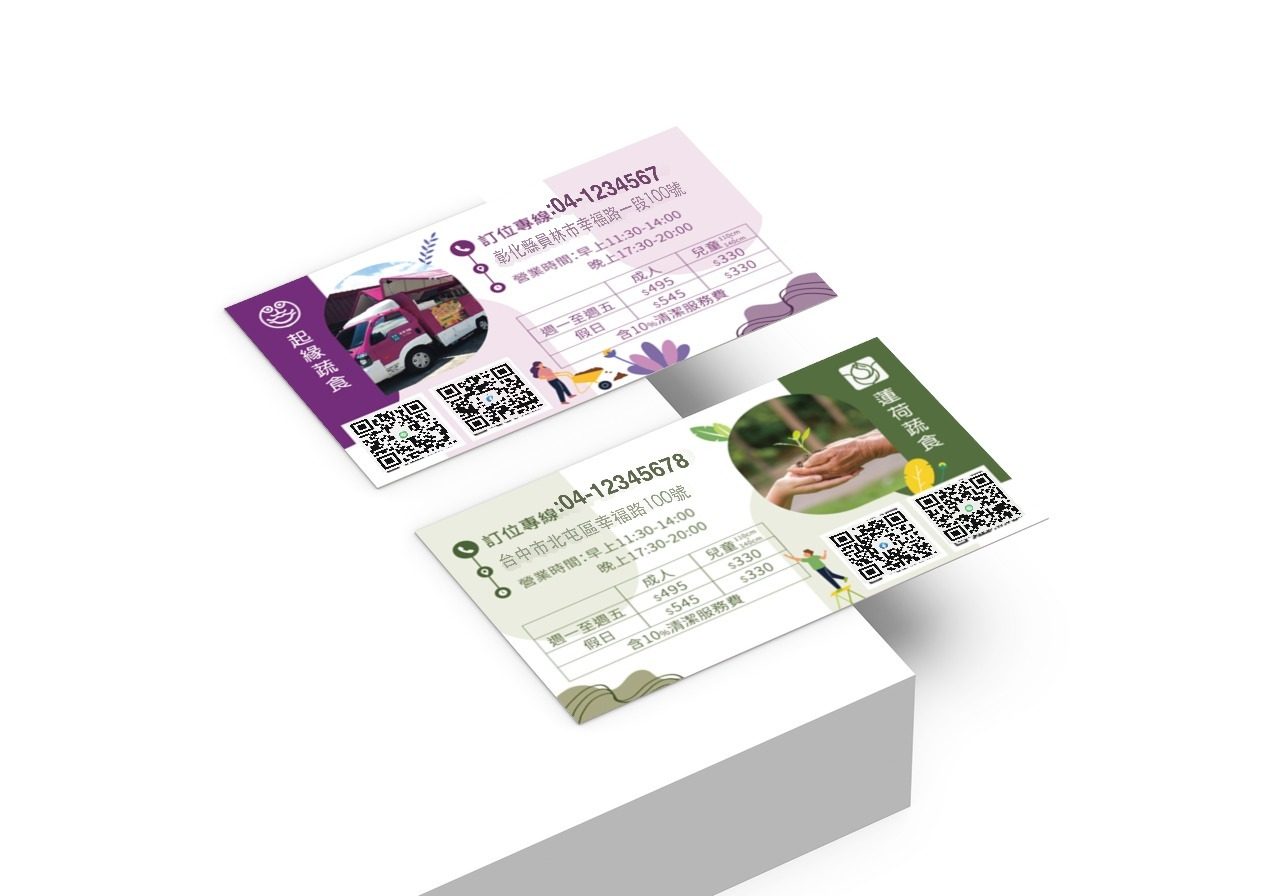 起緣蔬食
訂位專線:04-1234567
彰化縣員林市幸福路一段100號
營業時間:早上11:30-14:00
晚上17:30-20:00
成人 兒童 110cm 140cm
週一至週五 $495 $330
假日 $545 $330
含10%清潔服務費
蓮荷蔬食
訂位專線:04-12345678
台中市北屯區幸福路100號
營業時間:早上11:30-14:00
晚上17:30-20:00
成人 兒童 110cm 140cm
週一至週五 $495 $330
假日 $545 $330
含10%清潔服務費